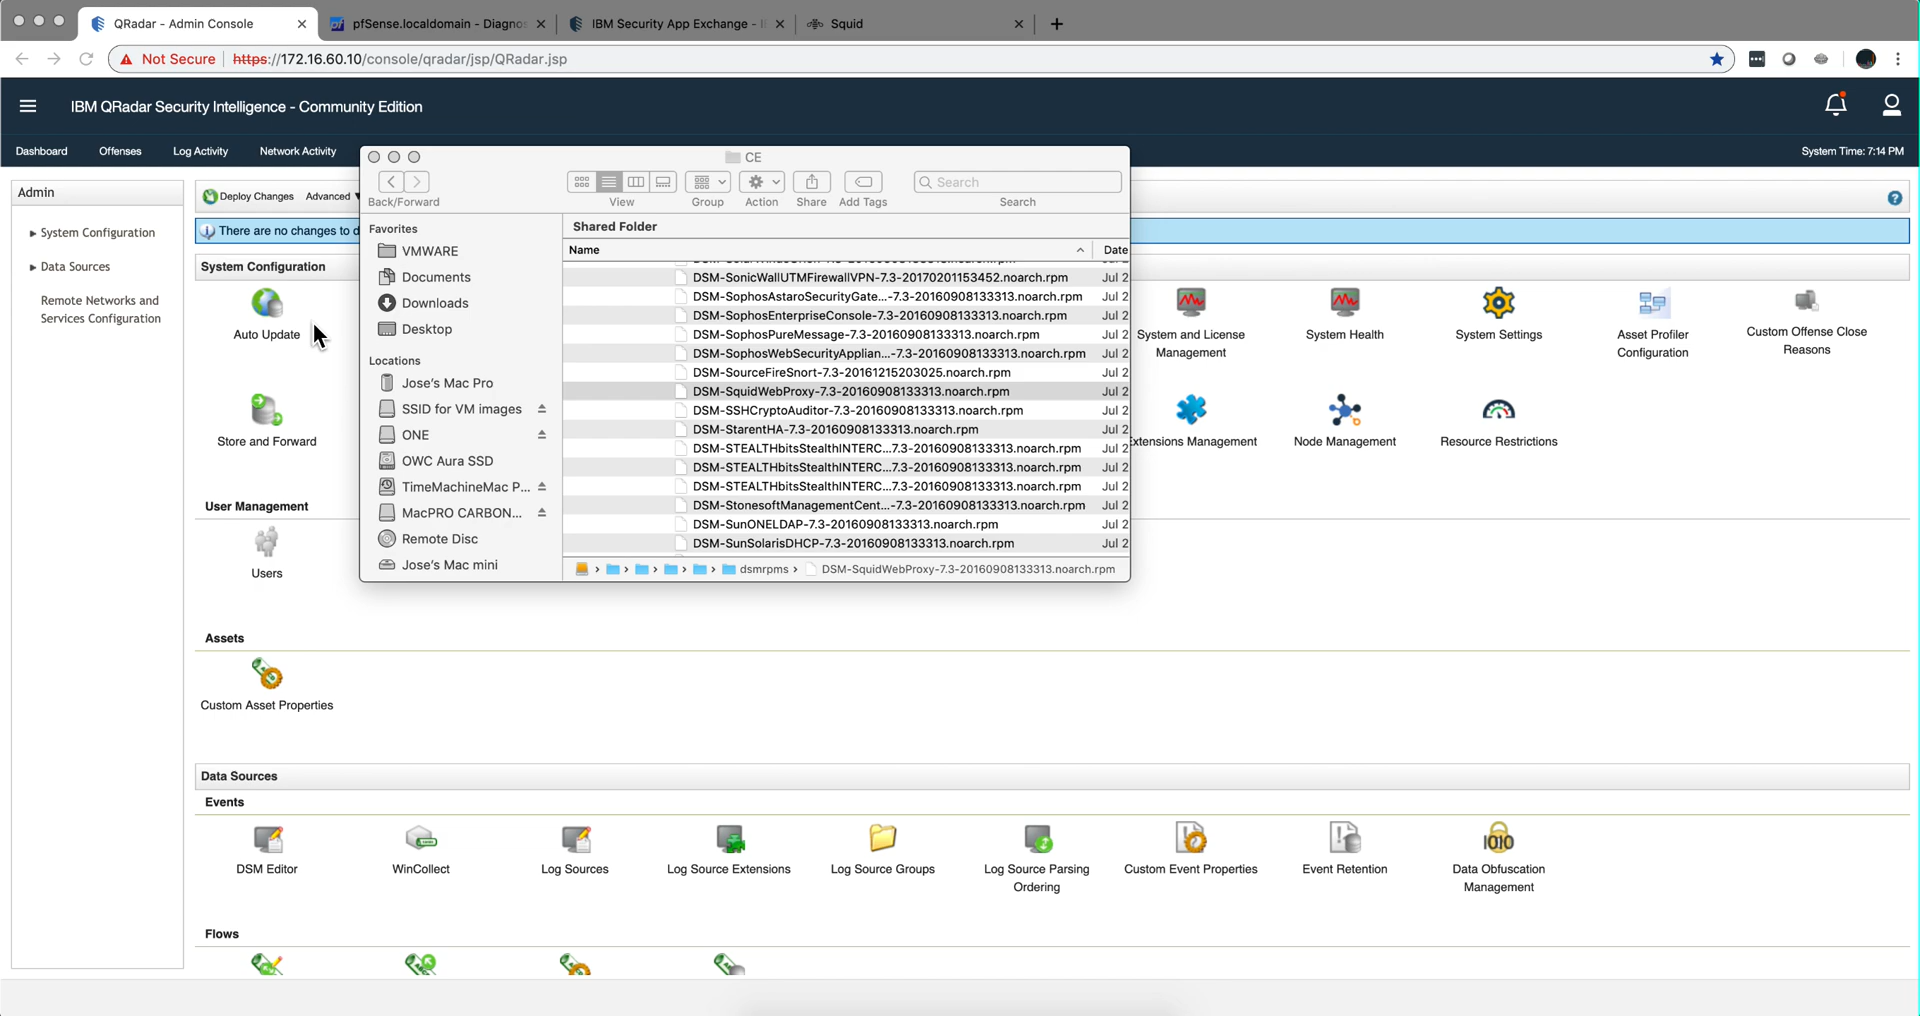 QRadar - Admin Console
pfSense.localdomain - Diagnos
IBM Security App Exchange - I
Squid
Not Secure
https://172.16.60.10/console/qradar/jsp/QRadar.jsp
IBM QRadar Security Intelligence - Community Edition
Dashboard
Offenses
Log Activity
Network Activity
System Time: 7:14 PM
Admin
System Configuration
Data Sources
Remote Networks and
Services Configuration
Deploy Changes
Advanced
There are no changes to d
System Configuration
Auto Update
Store and Forward
User Management
Users
CE
Back/Forward
View
Group
Action
Share
Add Tags
Search
Search
Favorites
VMWARE
Documents
Downloads
Desktop
Locations
Jose's Mac Pro
SSID for VM images
ONE
OWC Aura SSD
TimeMachineMac P...
MacPRO CARBON...
Remote Disc
Jose's Mac mini
Shared Folder
Name
Date
DSM-SonicWallUTMFirewallVPN-7.3-20170201153452.noarch.rpm Jul 2
DSM-SophosAstaroSecurityGate...-7.3-20160908133313.noarch.rpm Jul 2
DSM-SophosEnterpriseConsole-7.3-20160908133313.noarch.rpm Jul 2
DSM-SophosPureMessage-7.3-20160908133313.noarch.rpm Jul 2
DSM-SophosWebSecurityApplian...-7.3-20160908133313.noarch.rpm Jul 2
DSM-SourceFireSnort-7.3-20161215203025.noarch.rpm Jul 2
DSM-SquidWebProxy-7.3-20160908133313.noarch.rpm Jul 2
DSM-SSHCryptoAuditor-7.3-20160908133313.noarch.rpm Jul 2
DSM-StarentHA-7.3-20160908133313.noarch.rpm Jul 2
DSM-STEALTHbitsStealthINTERC...7.3-20160908133313.noarch.rpm Jul 2
DSM-STEALTHbitsStealthINTERC...7.3-20160908133313.noarch.rpm Jul 2
DSM-STEALTHbitsStealthINTERC...7.3-20160908133313.noarch.rpm Jul 2
DSM-StonesoftManagementCent...-7.3-20160908133313.noarch.rpm Jul 2
DSM-SunONELDAP-7.3-20160908133313.noarch.rpm Jul 2
DSM-SunSolarisDHCP-7.3-20160908133313.noarch.rpm Jul 2
dsmrpms
DSM-SquidWebProxy-7.3-20160908133313.noarch.rpm
System and License
Management
System Health
System Settings
Asset Profiler
Configuration
Custom Offense Close
Reasons
Extensions Management
Node Management
Resource Restrictions
Assets
Custom Asset Properties
Data Sources
Events
DSM Editor
WinCollect
Log Sources
Log Source Extensions
Log Source Groups
Log Source Parsing
Ordering
Custom Event Properties
Event Retention
Data Obfuscation
Management
Flows